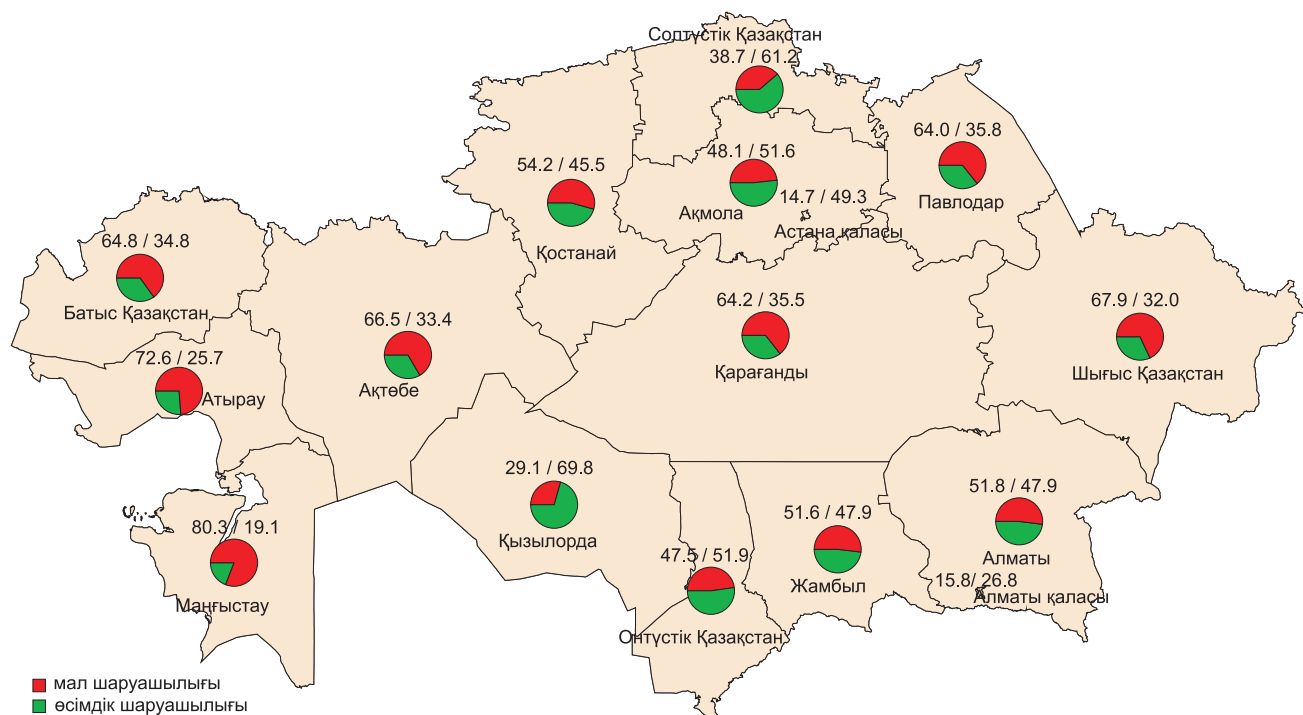 Солтүстік Қазақстан
38.7 / 61.2
64.0 / 35.8
Павлодар
48.1 / 51.6
Ақмола
14.7 / 49.3
Астана қаласы
54.2 / 45.5
Қостанай
64.8 / 34.8
Батыс Қазақстан
66.5 / 33.4
Ақтөбе
64.2 / 35.5
Қарағанды
67.9 / 32.0
Шығыс Қазақстан
72.6 / 25.7
Атырау
29.1 / 69.8
Қызылорда
80.3 / 19.1
Маңғыстау
47.5 / 51.9
Онтүстік Қазақстан
51.6 / 47.9
Жамбыл
51.8 / 47.9
Алматы
15.8/ 26.8
Алматы қаласы
мал шаруашылығы
өсімдік шаруашылығы